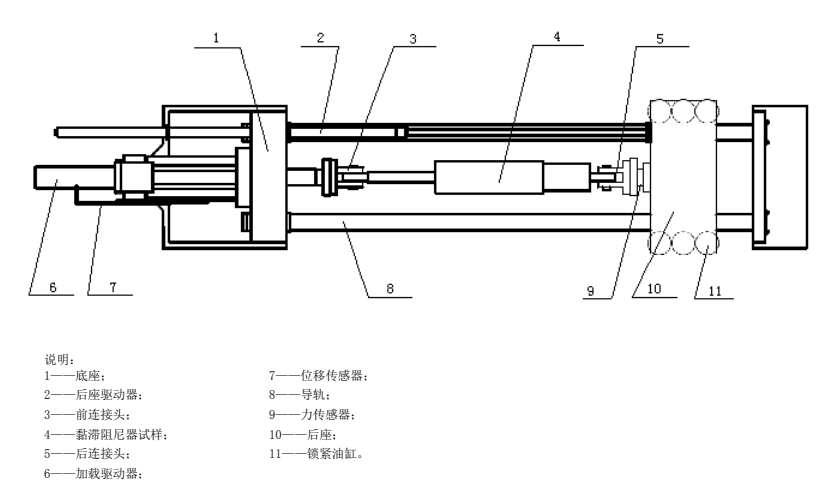 1
2
3
4
5
6
7
8
9
10
11
说明：
1——底座；
2——后座驱动器；
3——前连接头；
4——黏滞阻尼器试样；
5——后连接头；
6——加载驱动器；
7——位移传感器；
8——导轨；
9——力传感器；
10——后座；
11——锁紧油缸。